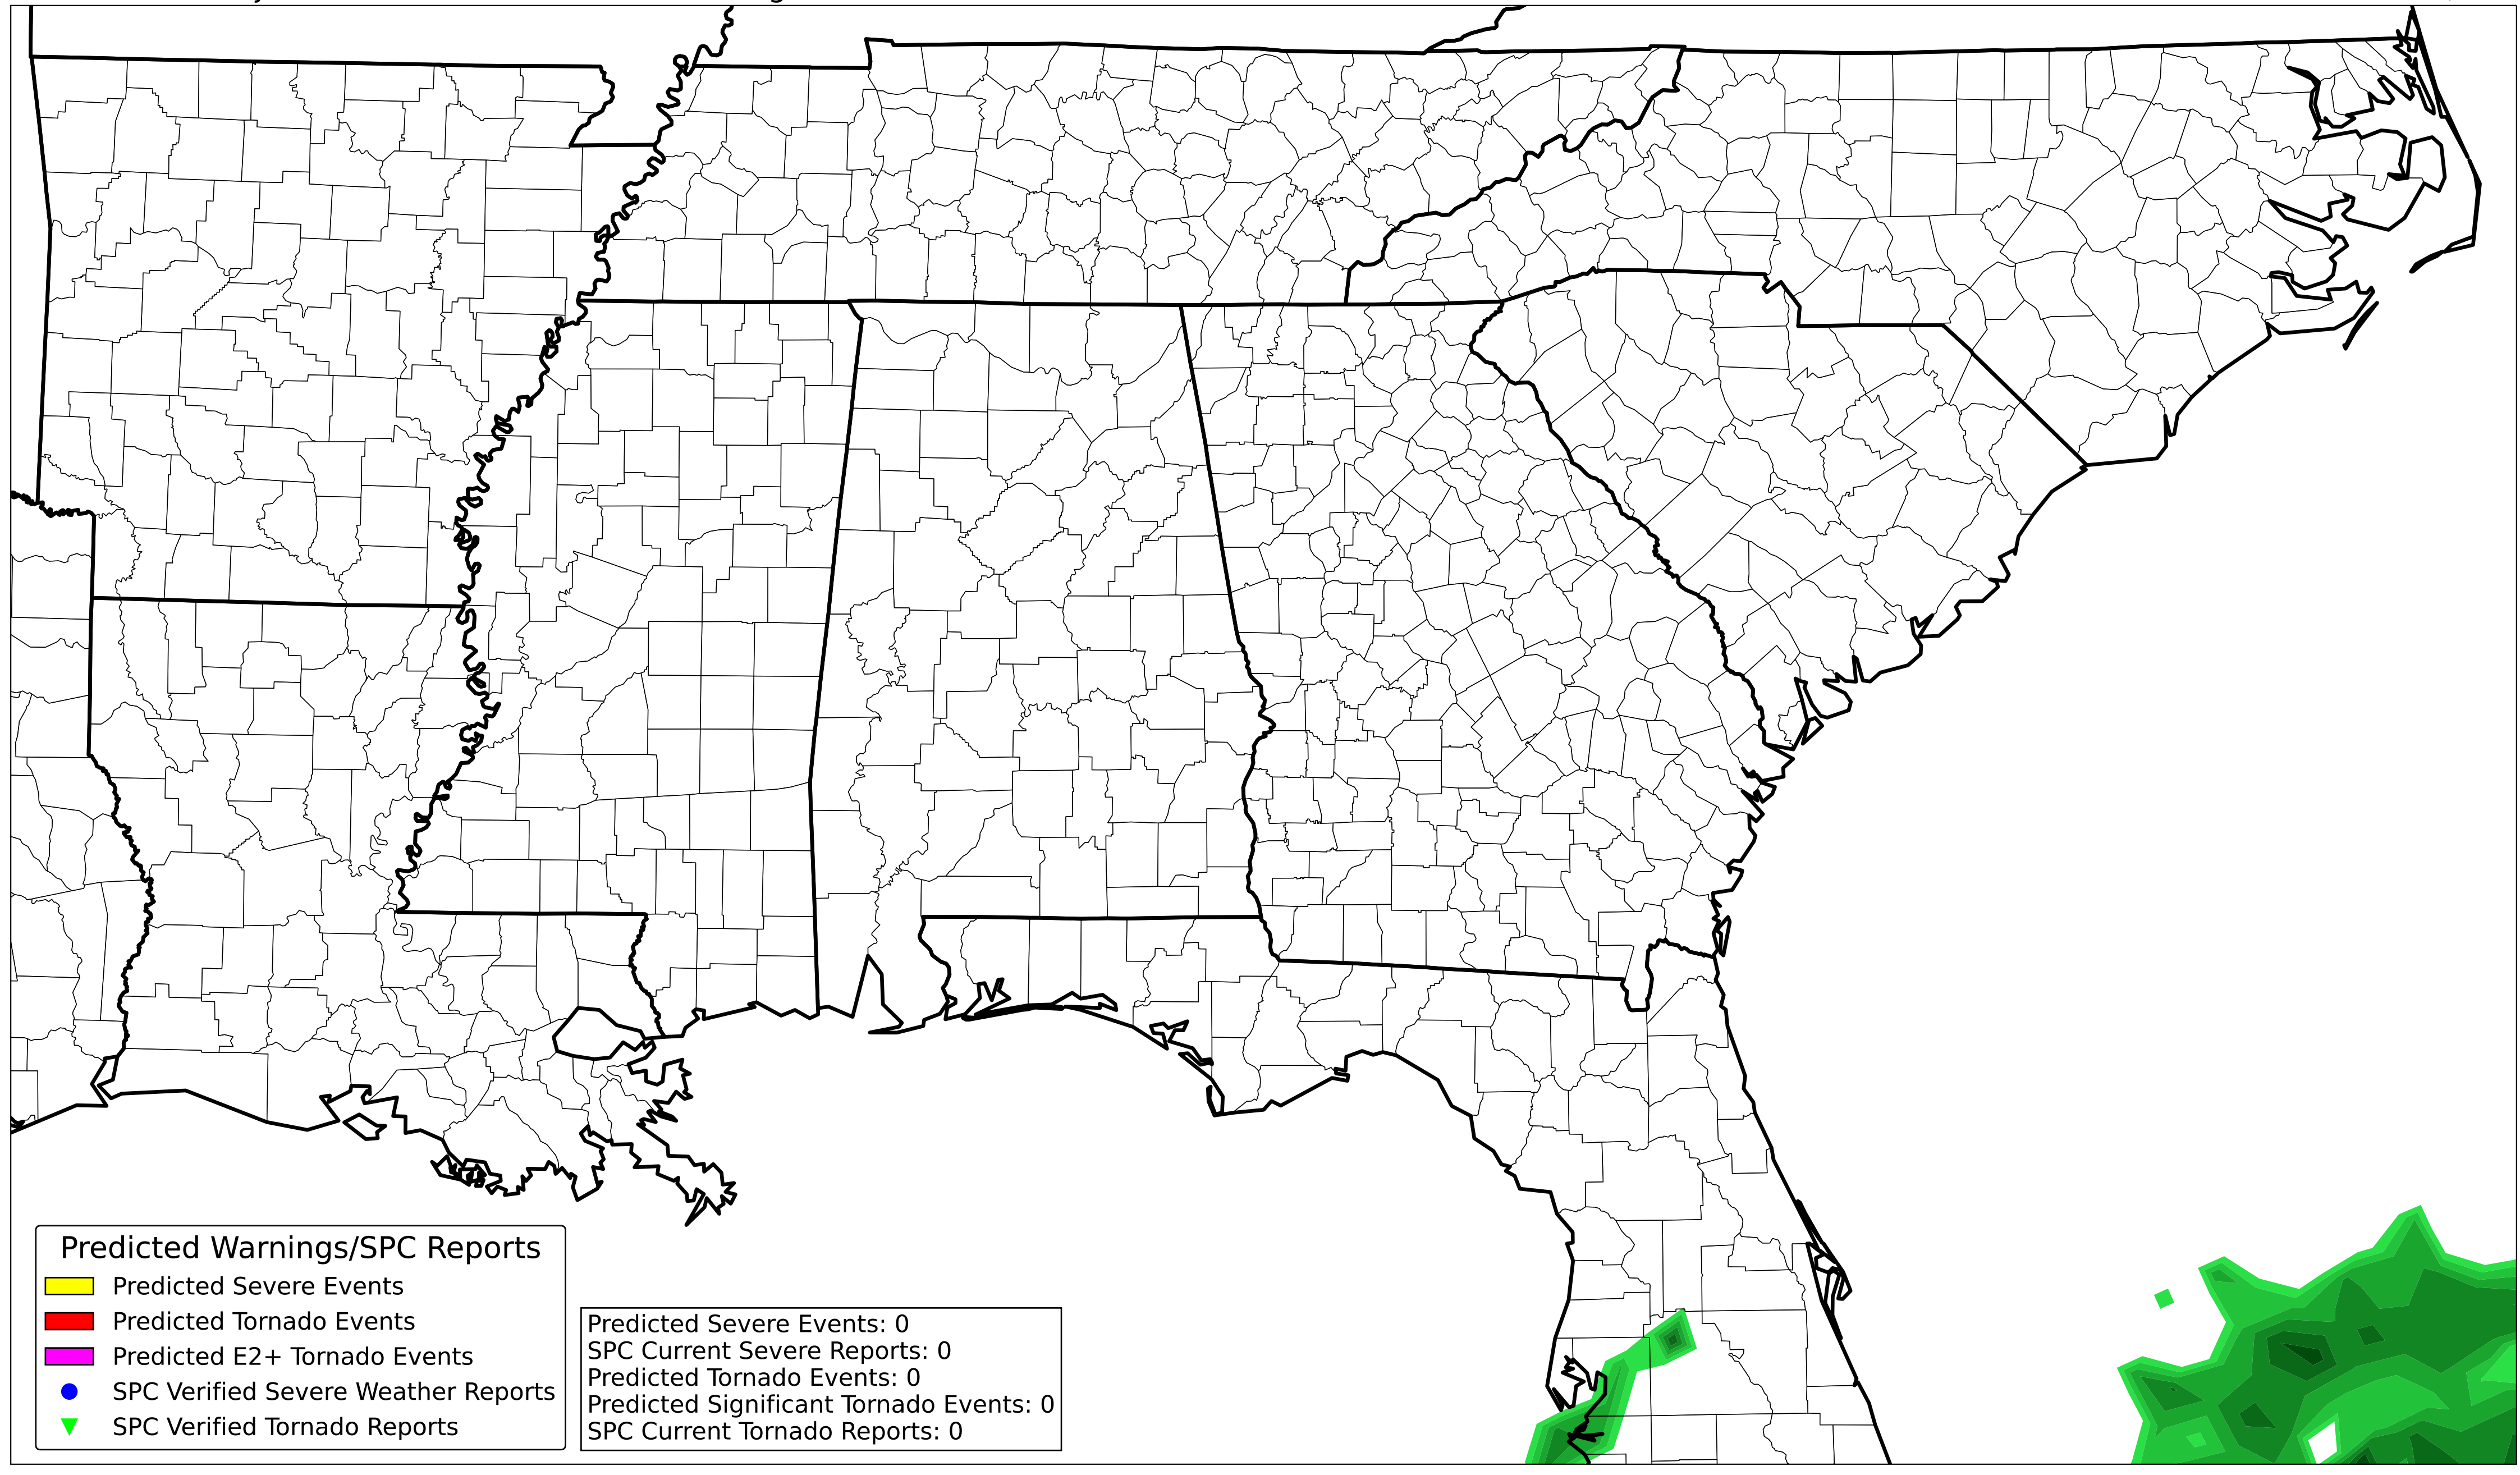 Predicted Warnings/SPC Reports
Predicted Severe Events
Predicted Tornado Events
Predicted E2+ Tornado Events
SPC Verified Severe Weather Reports
SPC Verified Tornado Reports
Predicted Severe Events: 0
SPC Current Severe Reports: 0
Predicted Tornado Events: 0
Predicted Significant Tornado Events: 0
SPC Current Tornado Reports: 0